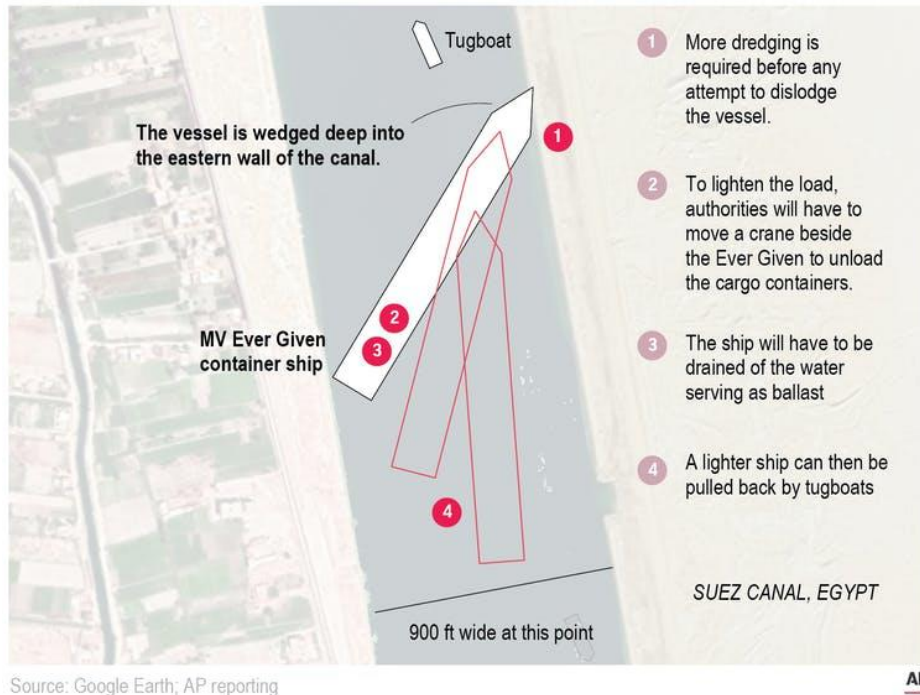 Tugboat
The vessel is wedged deep into
the eastern wall of the canal.
1
MV Ever Given
container ship
2
3
4
900 ft wide at this point
1
More dredging is
required before any
attempt to dislodge
the vessel.
2
To lighten the load,
authorities will have to
move a crane beside
the Ever Given to unload
the cargo containers.
3
The ship will have to be
drained of the water
serving as ballast
4
A lighter ship can then be
pulled back by tugboats
SUEZ CANAL, EGYPT
Source: Google Earth; AP reporting